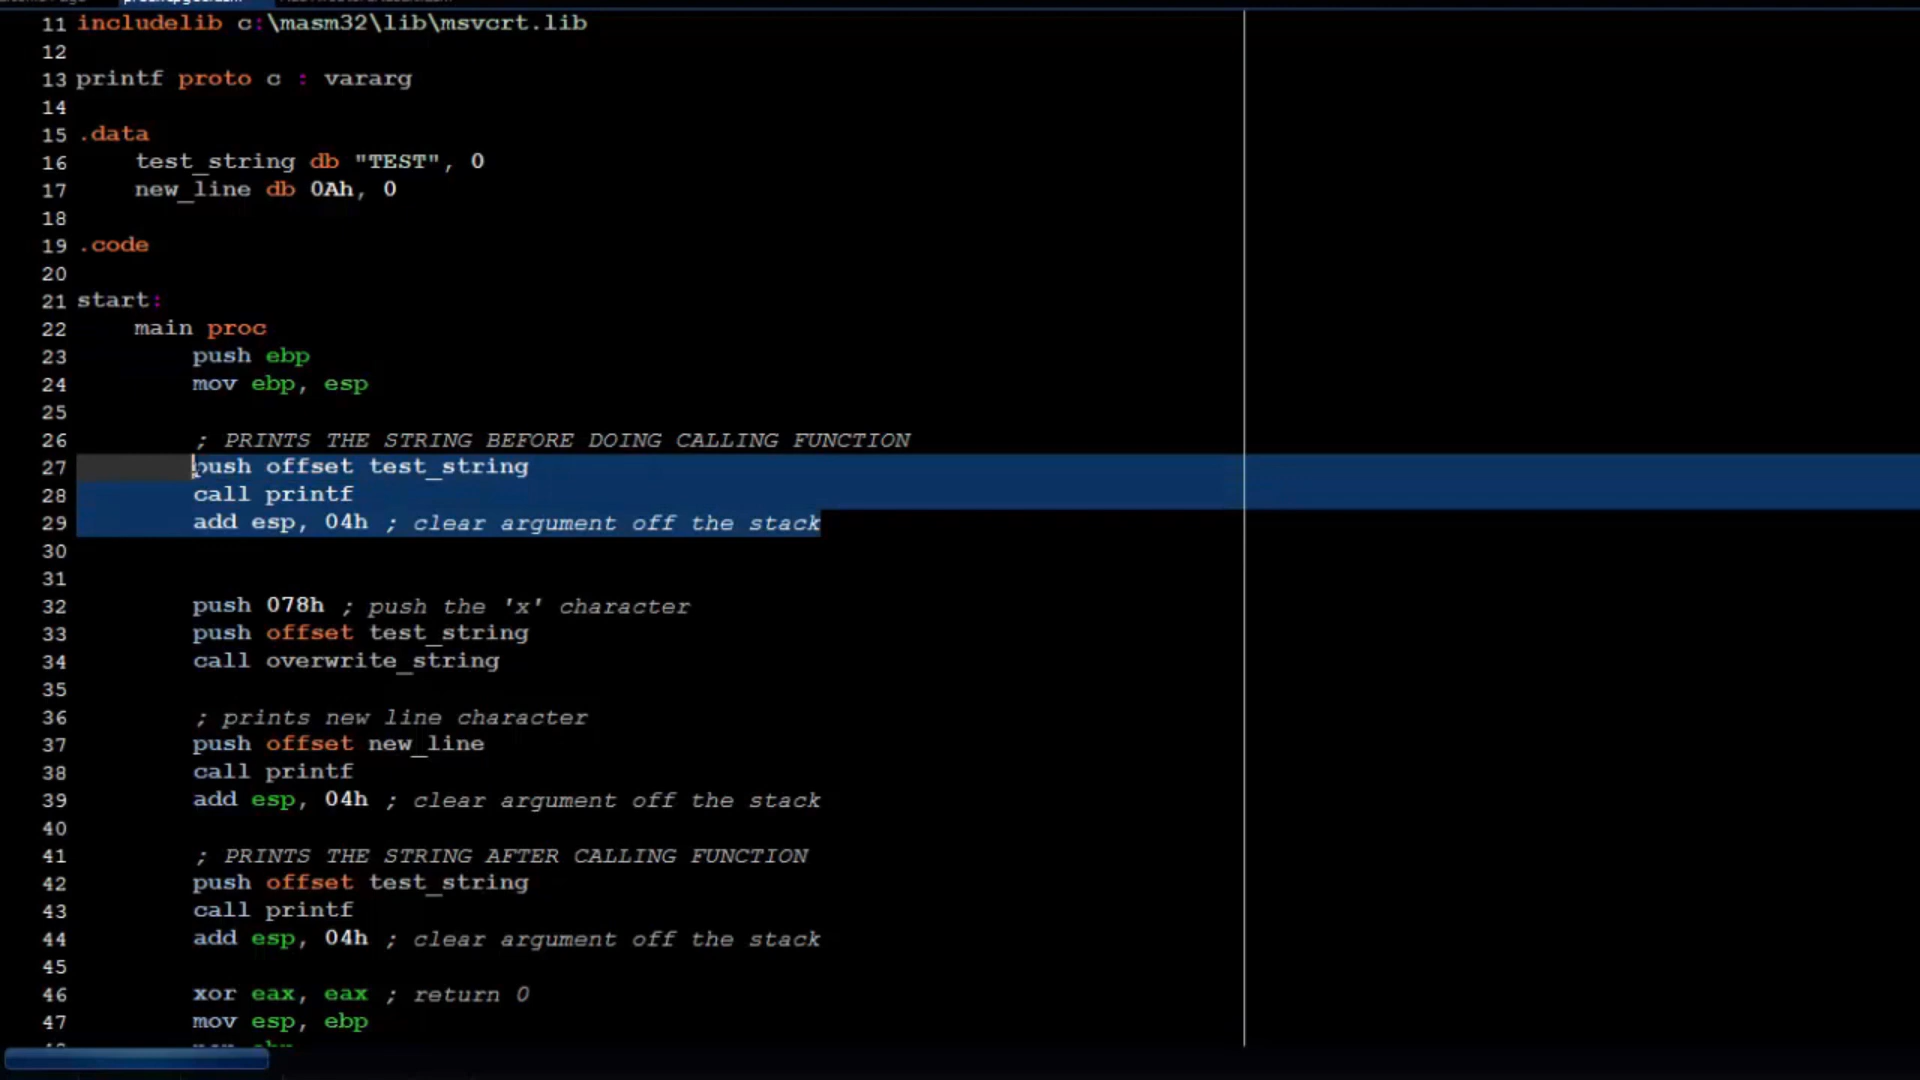 11 includelib c:\masm32\lib\msvcrt.lib
12
13 printf proto c : vararg
14
15 .data
16 test_string db "TEST", 0
17 new_line db 0Ah, 0
18
19 .code
20
21 start:
22 main proc
23 push ebp
24 mov ebp, esp
25
26 ; PRINTS THE STRING BEFORE DOING CALLING FUNCTION
27 push offset test_string
28 call printf
29 add esp, 04h ; clear argument off the stack
30
31
32 push 078h ; push the 'x' character
33 push offset test_string
34 call overwrite_string
35
36 ; prints new line character
37 push offset new_line
38 call printf
39 add esp, 04h ; clear argument off the stack
40
41 ; PRINTS THE STRING AFTER CALLING FUNCTION
42 push offset test_string
43 call printf
44 add esp, 04h ; clear argument off the stack
45
46 xor eax, eax ; return 0
47 mov esp, ebp